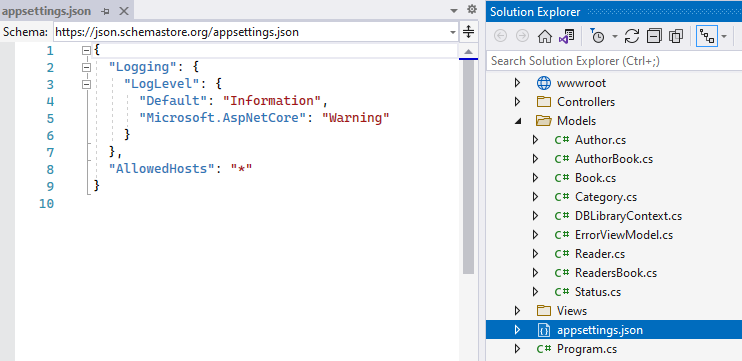 appsettings.json
Schema: https://json.schemastore.org/appsettings.json
1 {
2 "Logging": {
3 "LogLevel": {
4 "Default": "Information",
5 "Microsoft.AspNetCore": "Warning"
6 }
7 },
8 "AllowedHosts": "*"
9 }
10
Solution Explorer
Search Solution Explorer (Ctrl+;)
wwwroot
Controllers
Models
C# Author.cs
C# AuthorBook.cs
C# Book.cs
C# Category.cs
C# DBLibraryContext.cs
C# ErrorViewModel.cs
C# Reader.cs
C# ReadersBook.cs
C# Status.cs
Views
appsettings.json
C# Program.cs